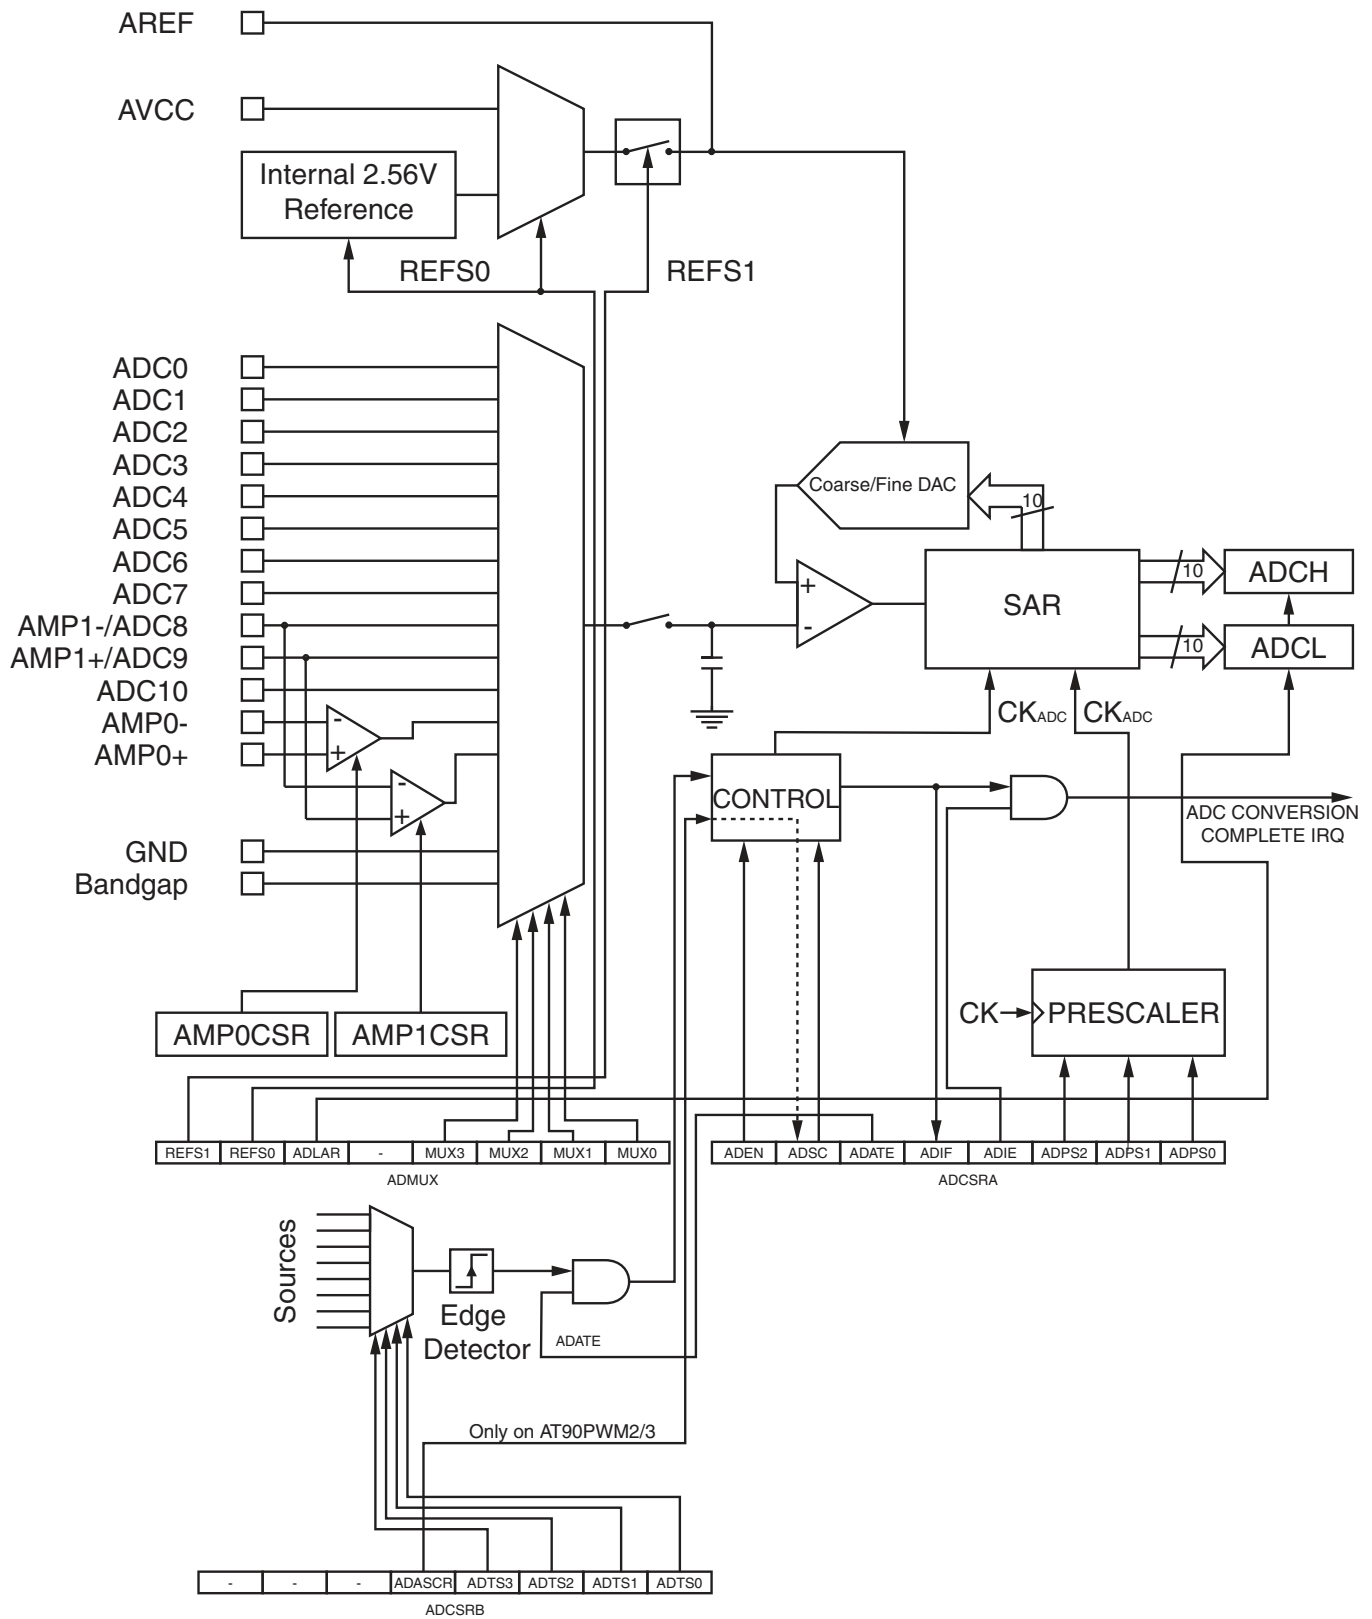 AREF
AVCC
Internal 2.56V
Reference
REFS0
REFS1
ADC0
ADC1
ADC2
ADC3
ADC4
ADC5
ADC6
ADC7
AMP1-/ADC8
AMP1+/ADC9
ADC10
AMP0-
AMP0+
GND
Bandgap
-
+
-
+
Coarse/Fine DAC
10
+
-
SAR
10
ADCH
10
ADCL
CKADC
CKADC
CONTROL
ADC CONVERSION
COMPLETE IRQ
CK
PRESCALER
AMP0CSR
AMP1CSR
REFS1 REFS0 ADLAR - MUX3 MUX2 MUX1 MUX0
ADMUX
ADEN ADSC ADATE ADIF ADIE ADPS2 ADPS1 ADPS0
ADCSRA
Sources
Edge
Detector
ADATE
Only on AT90PWM2/3
- - - ADASCR ADTS3 ADTS2 ADTS1 ADTS0
ADCSRB